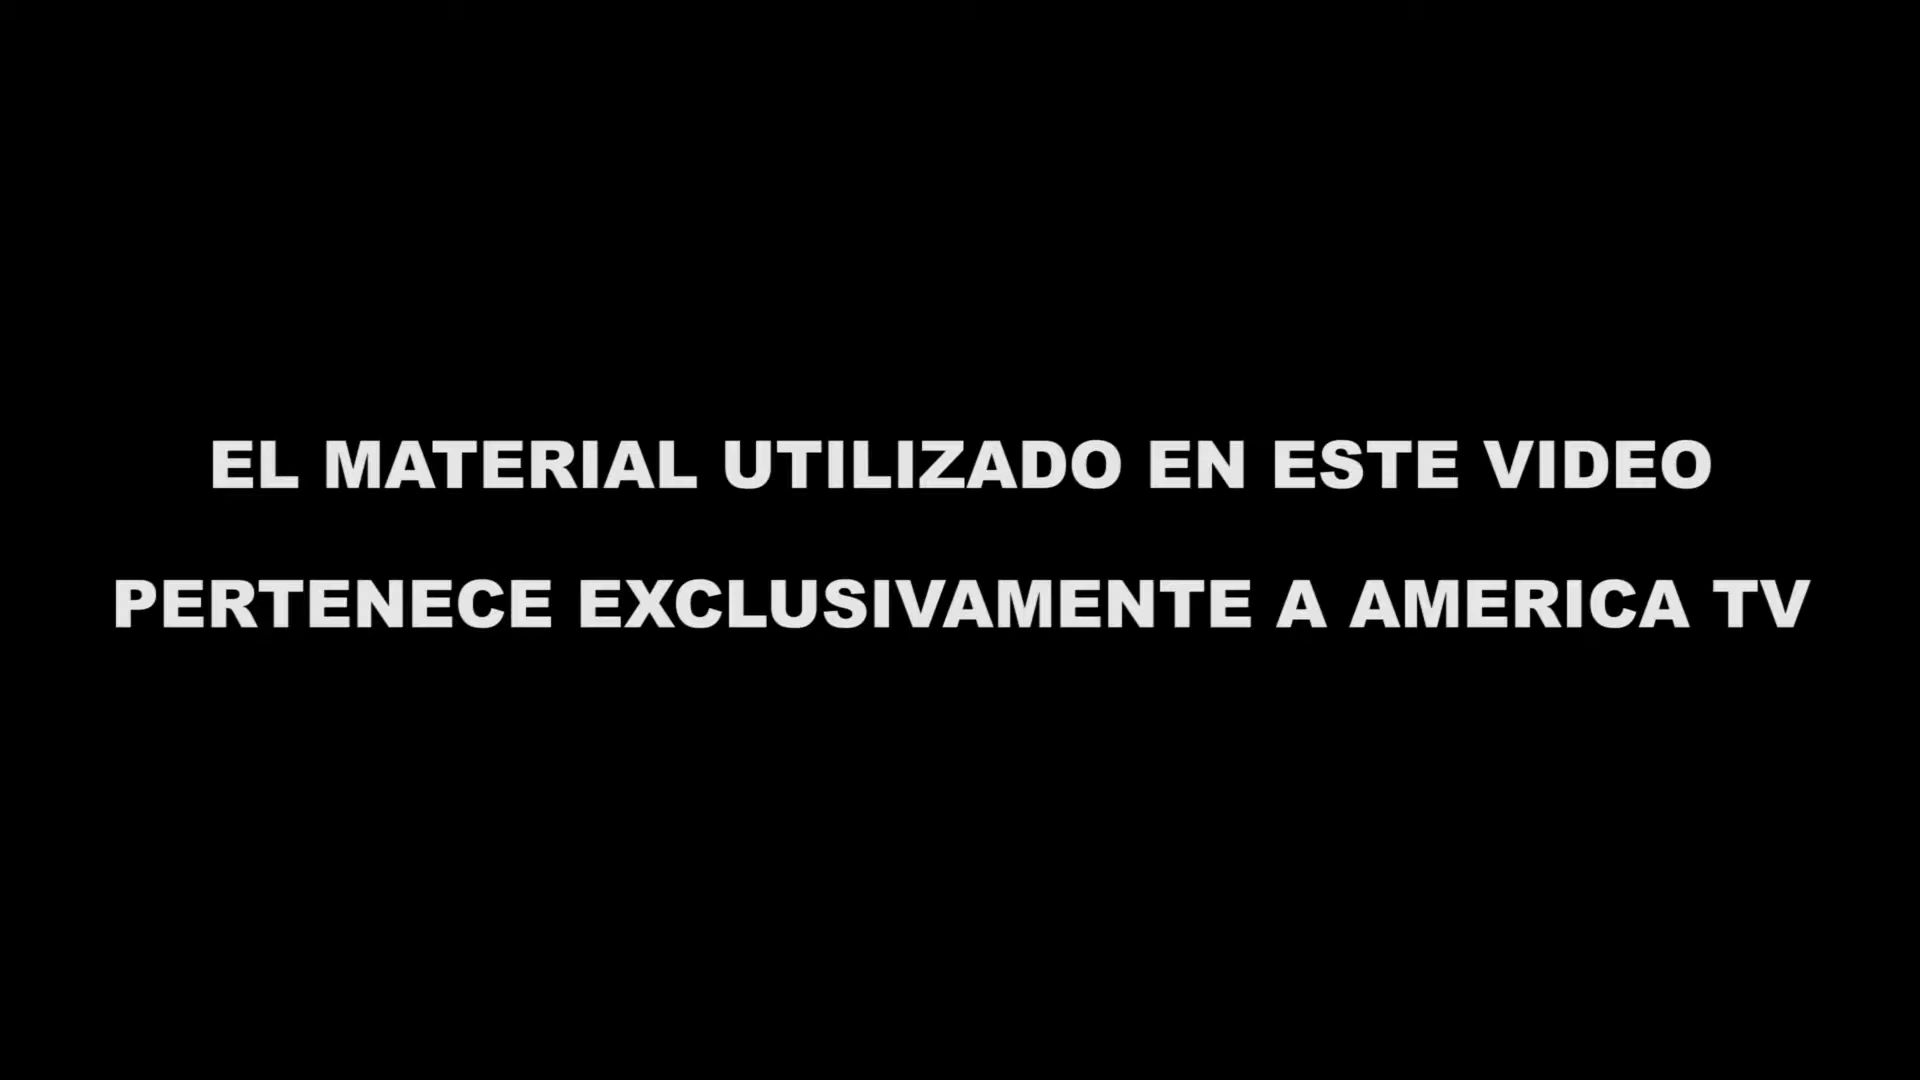 EL MATERIAL UTILIZADO EN ESTE VIDEO
PERTENECE EXCLUSIVAMENTE A AMERICA TV